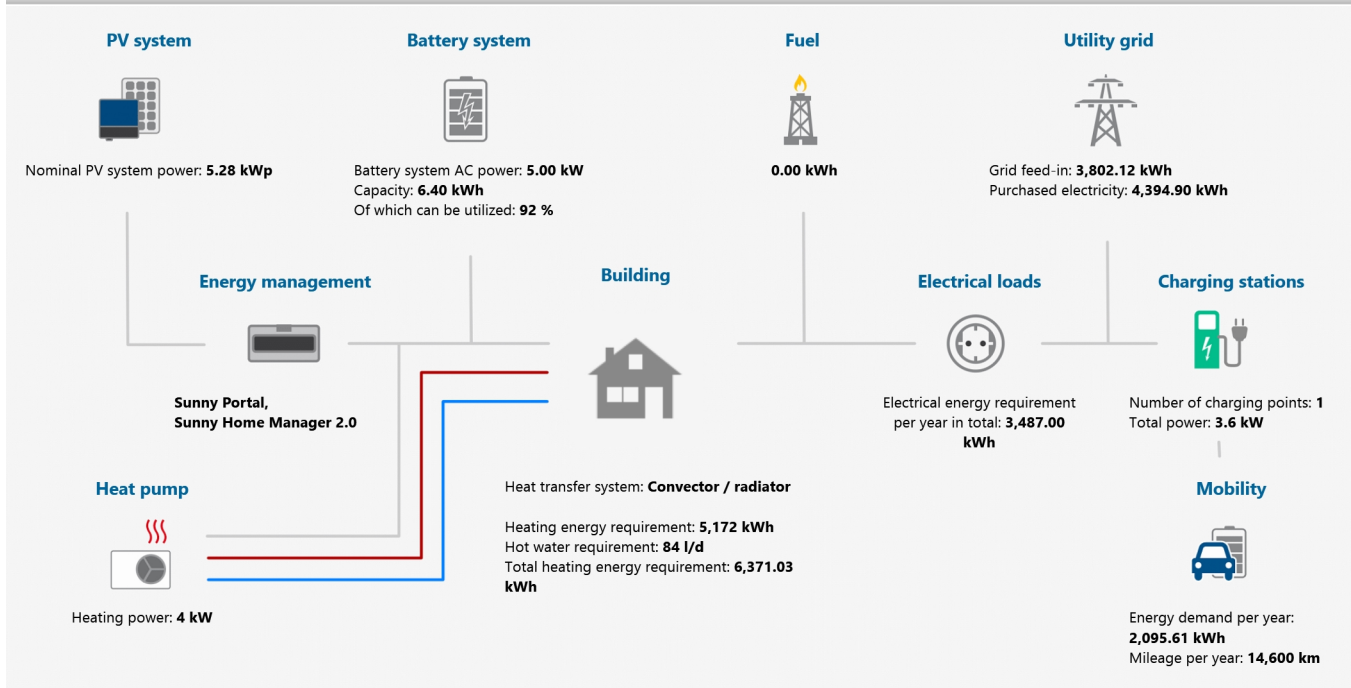 PV system
Battery system
Fuel
Utility grid
Nominal PV system power: 5.28 kWp
Battery system AC power: 5.00 kW
Capacity: 6.40 kWh
Of which can be utilized: 92 %
0.00 kWh
Grid feed-in: 3,802.12 kWh
Purchased electricity: 4,394.90 kWh
Energy management
Building
Electrical loads
Charging stations
Sunny Portal,
Sunny Home Manager 2.0
Electrical energy requirement
per year in total: 3,487.00
kWh
Number of charging points: 1
Total power: 3.6 kW
Heat pump
Heat transfer system: Convector / radiator
Heating energy requirement: 5,172 kWh
Hot water requirement: 84 l/d
Total heating energy requirement: 6,371.03
kWh
Mobility
Heating power: 4 kW
Energy demand per year:
2,095.61 kWh
Mileage per year: 14,600 km